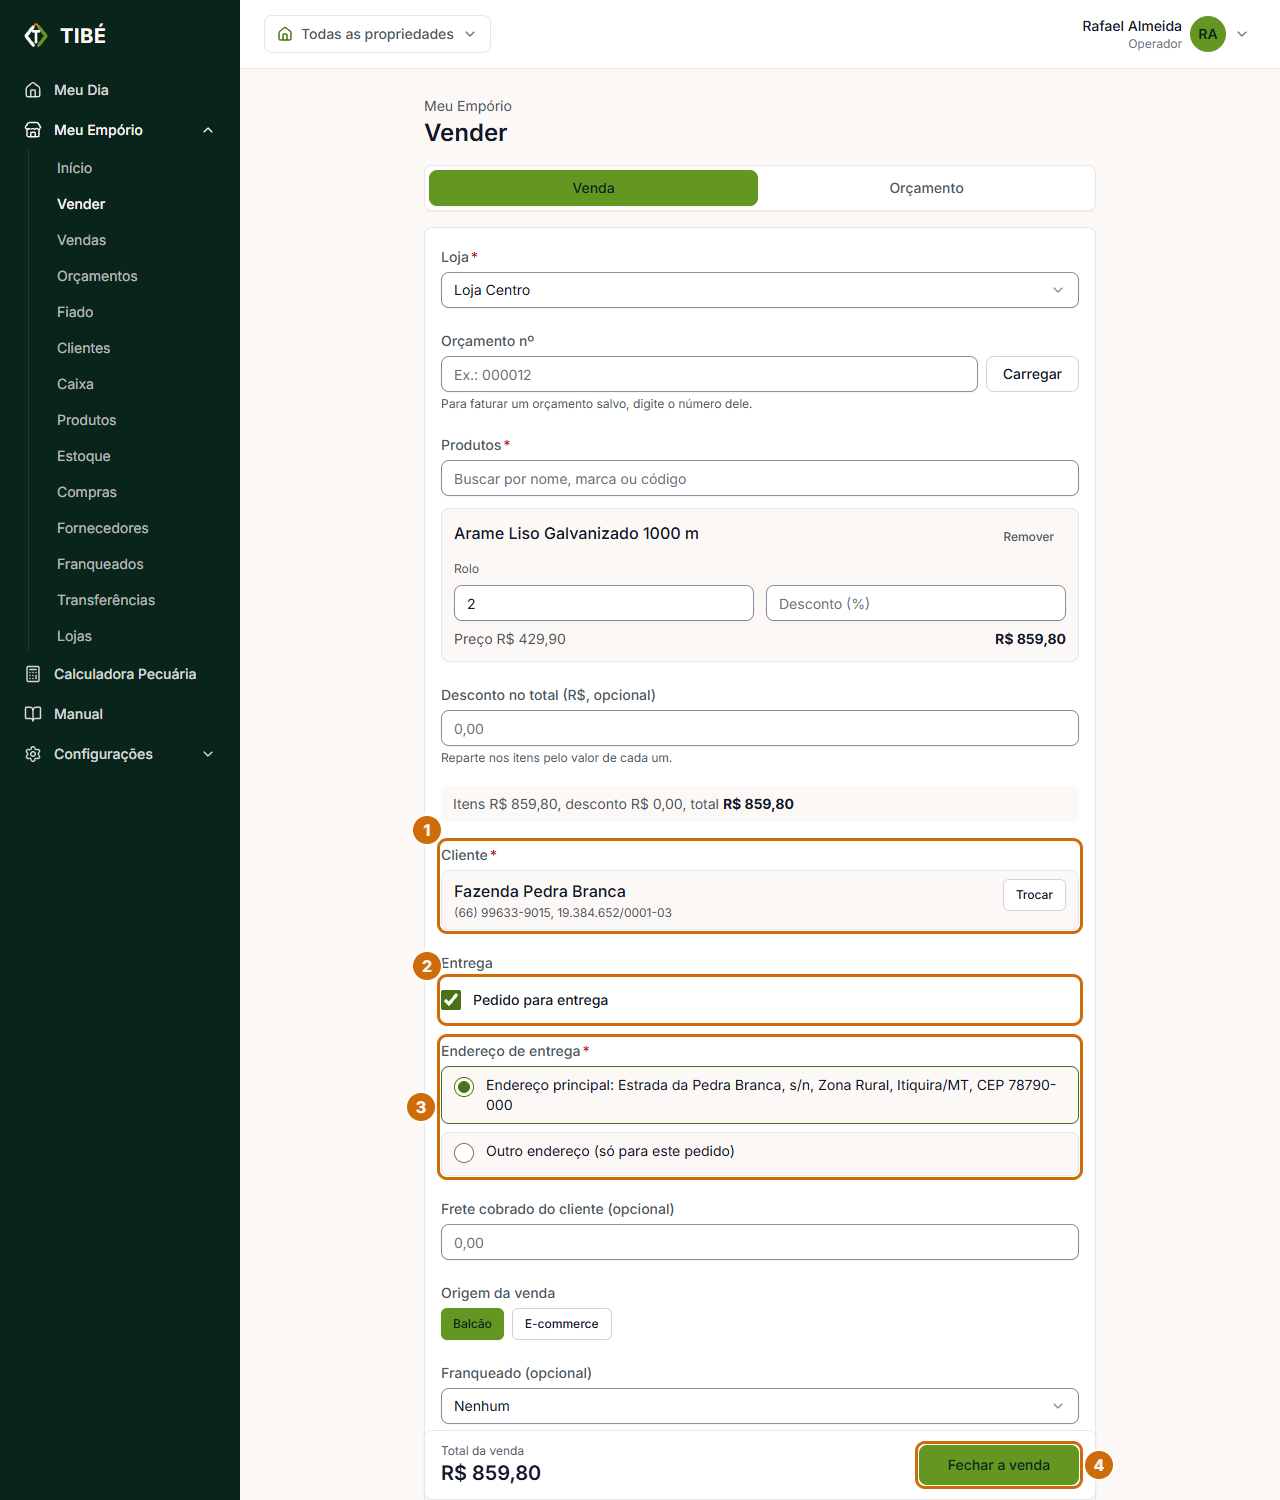 TIBÉ
Todas as propriedades
Rafael Almeida
Operador
RA
Meu Dia
Meu Empório
Início
Vender
Vendas
Orçamentos
Fiado
Clientes
Caixa
Produtos
Estoque
Compras
Fornecedores
Franqueados
Transferências
Lojas
Calculadora Pecuária
Manual
Configurações
Meu Empório
Vender
Venda
Orçamento
Loja*
Loja Centro
Orçamento nº
Ex.: 000012
Carregar
Para faturar um orçamento salvo, digite o número dele.
Produtos*
Buscar por nome, marca ou código
Arame Liso Galvanizado 1000 m
Remover
Rolo
2
Desconto (%)
Preço R$ 429,90
R$ 859,80
Desconto no total (R$, opcional)
0,00
Reparte nos itens pelo valor de cada um.
Itens R$ 859,80, desconto R$ 0,00, total R$ 859,80
1
Cliente*
Fazenda Pedra Branca
(66) 99633-9015, 19.384.652/0001-03
Trocar
2
Entrega
Pedido para entrega
Endereço de entrega*
3
Endereço principal: Estrada da Pedra Branca, s/n, Zona Rural, Itiquira/MT, CEP 78790-
000
Outro endereço (só para este pedido)
Frete cobrado do cliente (opcional)
0,00
Origem da venda
Balcão
E-commerce
Franqueado (opcional)
Nenhum
Total da venda
R$ 859,80
Fechar a venda
4